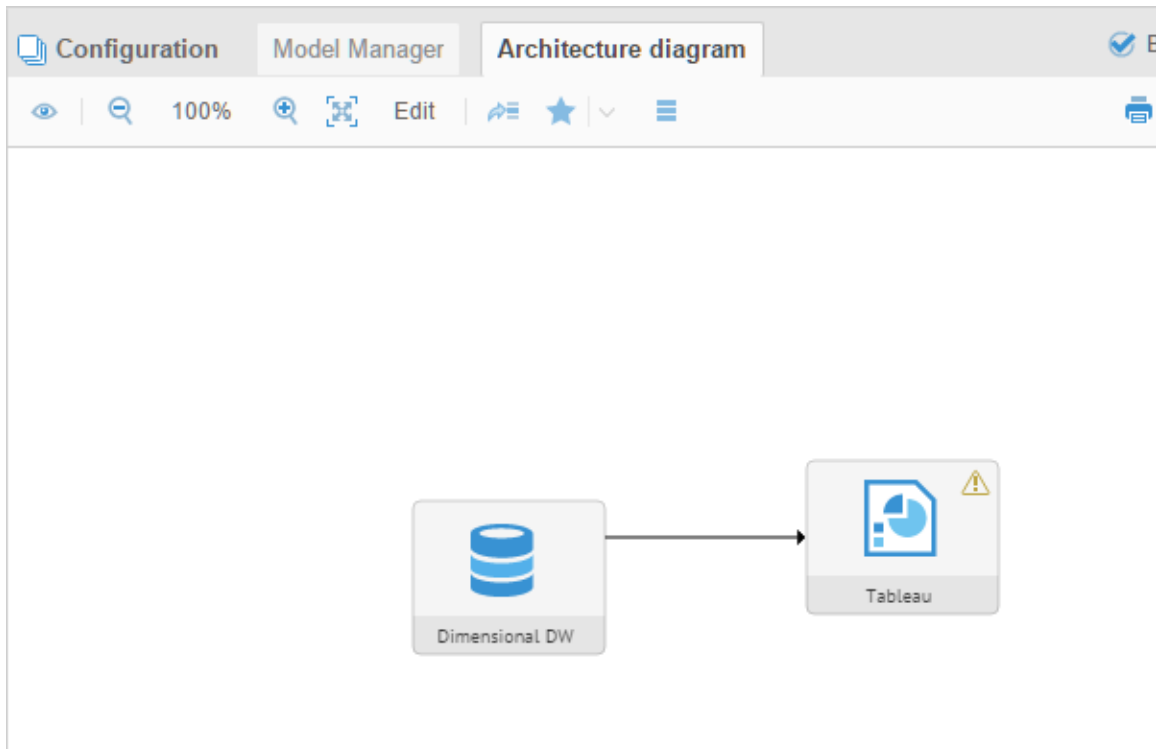 Configuration
Model Manager
Architecture diagram
100%
Edit
Tableau
Dimensional DW